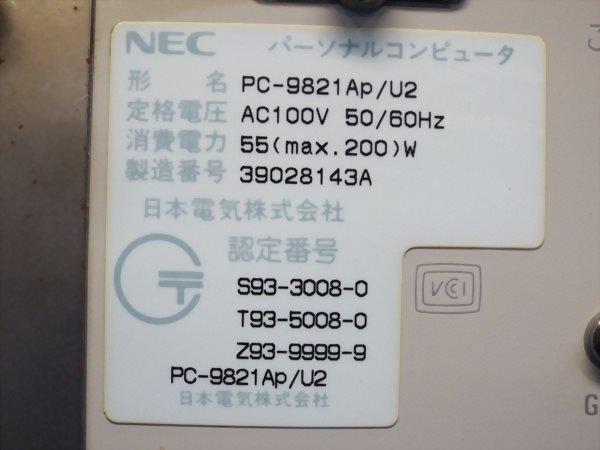 NEC パーソナルコンピュータ
形 名 PC-9821Ap/U2
定格電圧 AC100V 50/60Hz
消費電力 55(max.200)W
製造番号 39028143A
日本電気株式会社
認定番号
S93-3008-0
T93-5008-0
Z93-9999-9
PC-9821Ap/U2
日本電気株式会社
VCCI
G